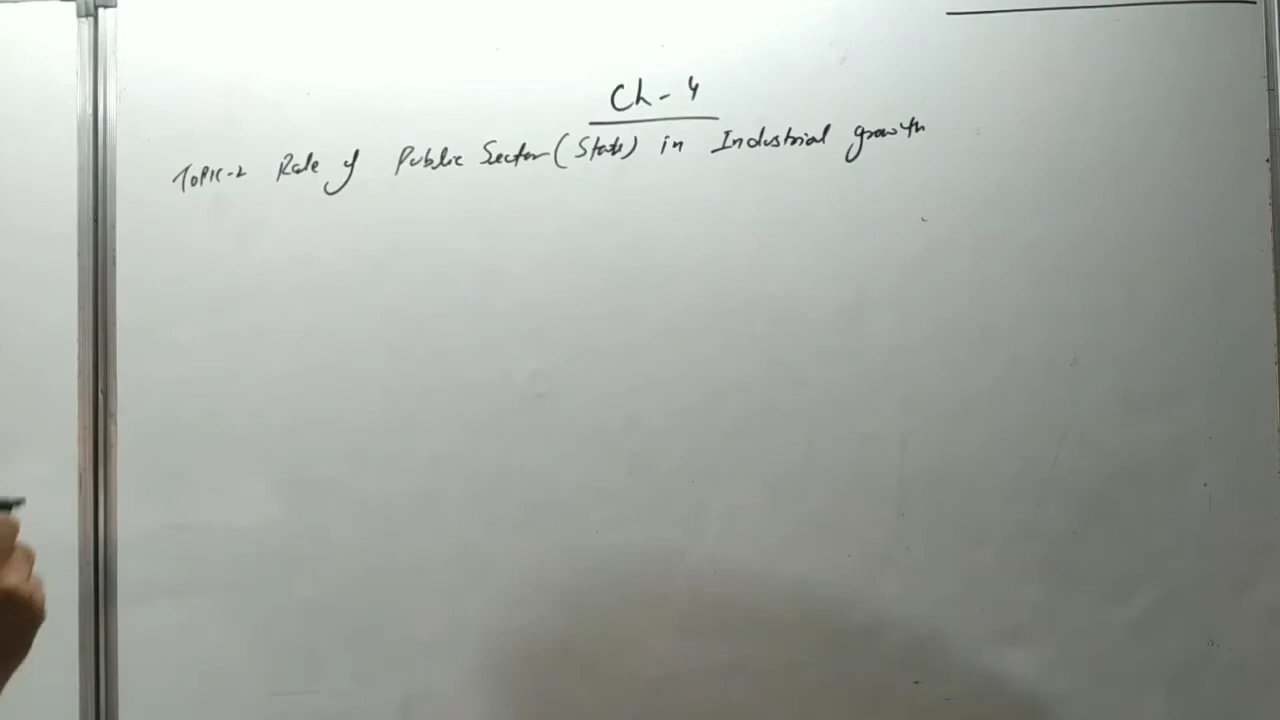 Ch - 4
Topic-2 Role of Public Sector (State) in Industrial growth